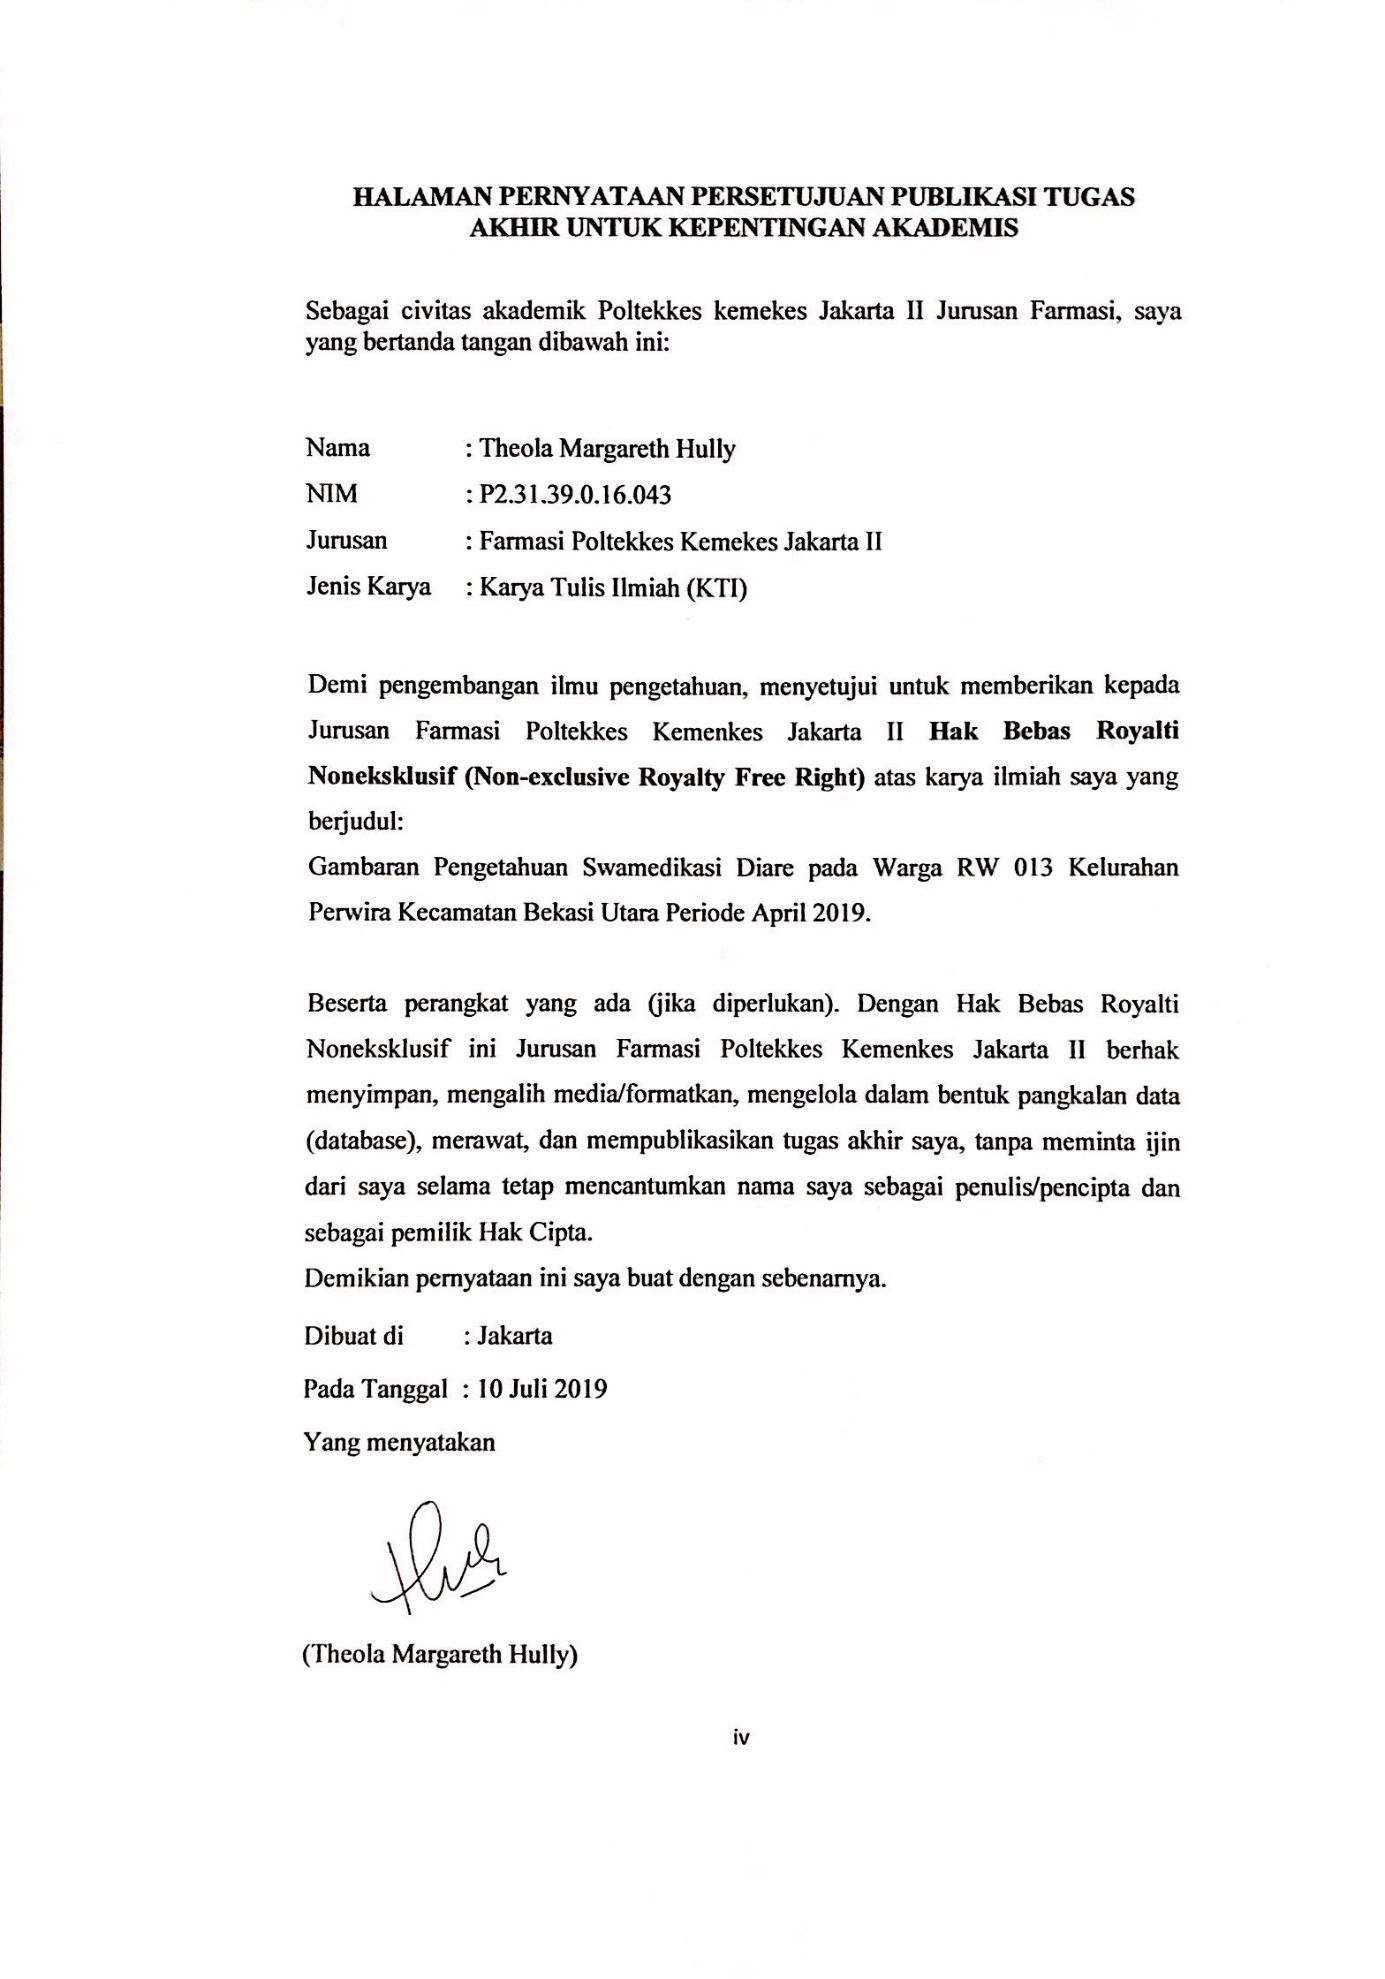 HALAMAN PERNYATAAN PERSETUJUAN PUBLIKASI TUGAS
AKHIR UNTUK KEPENTINGAN AKADEMIS
Sebagai civitas akademik Poltekkes kemekes Jakarta II Jurusan Farmasi, saya
yang bertanda tangan dibawah ini:
Nama : Theola Margareth Hully
NIM : P2.31.39.0.16.043
Jurusan : Farmasi Poltekkes Kemekes Jakarta II
Jenis Karya : Karya Tulis Ilmiah (KTI)
Demi pengembangan ilmu pengetahuan, menyetujui untuk memberikan kepada
Jurusan Farmasi Poltekkes Kemenkes Jakarta II Hak Bebas Royalti
Noneksklusif (Non-exclusive Royalty Free Right) atas karya ilmiah saya yang
berjudul:
Gambaran Pengetahuan Swamedikasi Diare pada Warga RW 013 Kelurahan
Perwira Kecamatan Bekasi Utara Periode April 2019.
Beserta perangkat yang ada (jika diperlukan). Dengan Hak Bebas Royalti
Noneksklusif ini Jurusan Farmasi Poltekkes Kemenkes Jakarta II berhak
menyimpan, mengalih media/formatkan, mengelola dalam bentuk pangkalan data
(database), merawat, dan mempublikasikan tugas akhir saya, tanpa meminta ijin
dari saya selama tetap mencantumkan nama saya sebagai penulis/pencipta dan
sebagai pemilik Hak Cipta.
Demikian pernyataan ini saya buat dengan sebenarnya.
Dibuat di : Jakarta
Pada Tanggal : 10 Juli 2019
Yang menyatakan
(Theola Margareth Hully)
iv